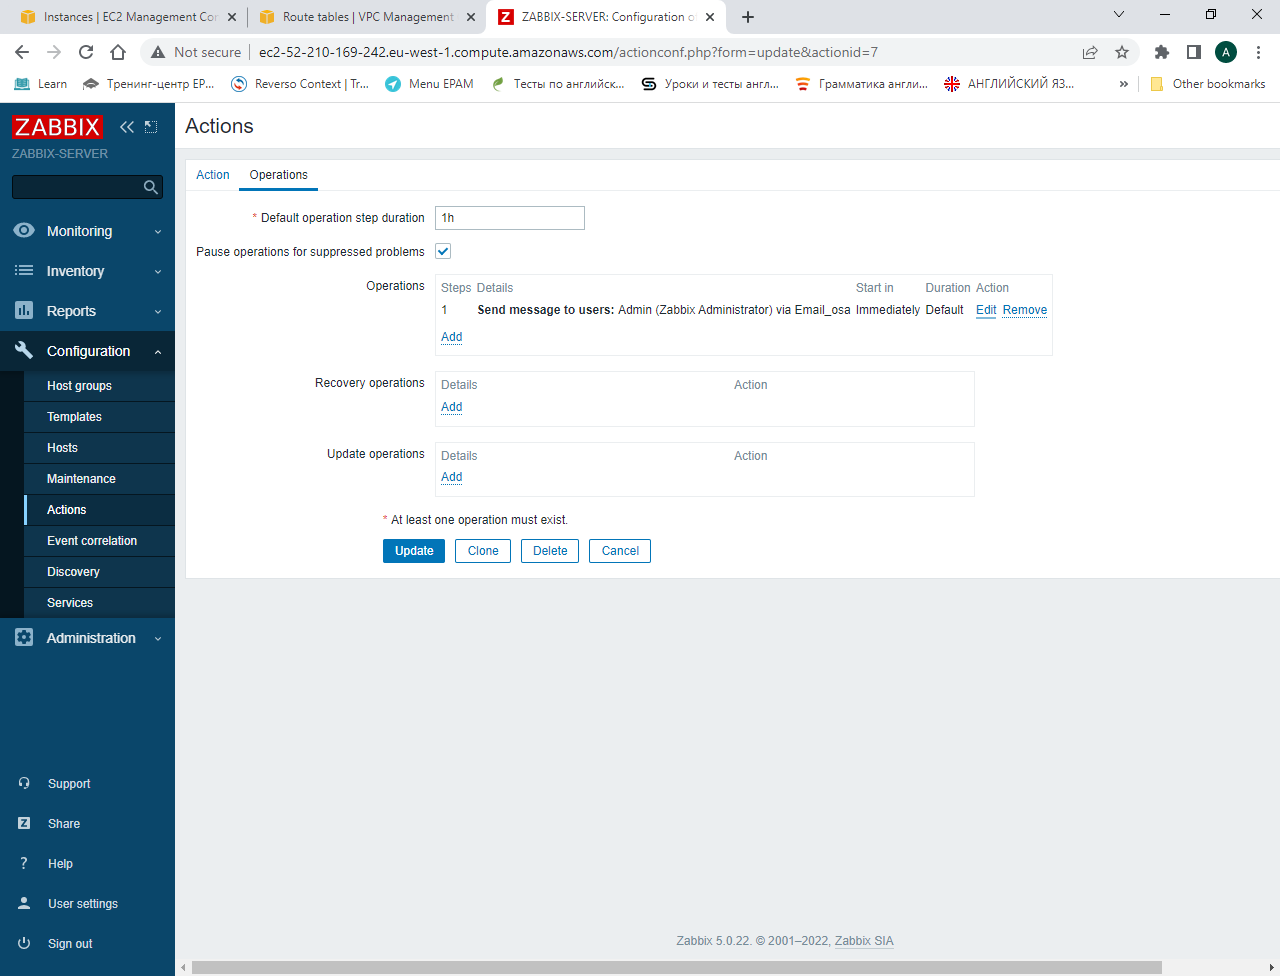 Instances | EC2 Management Con
Route tables | VPC Management
Z ZABBIX-SERVER: Configuration o
Not secure | ec2-52-210-169-242.eu-west-1.compute.amazonaws.com/actionconf.php?form=update&actionid=7
A
Learn
Тренинг-центр EP...
Reverso Context | Tr...
Menu EPAM
Тесты по английск...
Уроки и тесты англ...
Грамматика англи...
АНГЛИЙСКИЙ ЯЗ...
»
Other bookmarks
ZABBIX
ZABBIX-SERVER
Monitoring
Inventory
Reports
Configuration
Host groups
Templates
Hosts
Maintenance
Actions
Event correlation
Discovery
Services
Administration
Support
Z Share
? Help
User settings
Sign out
Actions
Action Operations
* Default operation step duration 1h
Pause operations for suppressed problems
Operations
Steps Details Start in Duration Action
1 Send message to users: Admin (Zabbix Administrator) via Email_osa Immediately Default Edit Remove
Add
Recovery operations
Details Action
Add
Update operations
Details Action
Add
* At least one operation must exist.
Update Clone Delete Cancel
Zabbix 5.0.22. © 2001–2022, Zabbix SIA